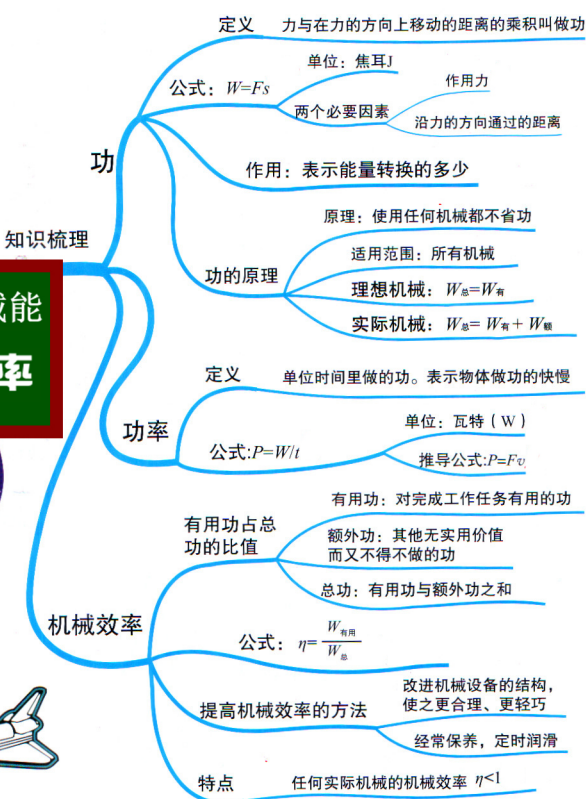 定义 力与在力的方向上移动的距离的乘积叫做功
单位：焦耳J
公式：W=Fs
作用力
两个必要因素
沿力的方向通过的距离
功
作用：表示能量转换的多少
知识梳理
原理：使用任何机械都不省功
适用范围：所有机械
功的原理
理想机械：W总=W有
实际机械：W总= W有+ W额
能
率
定义 单位时间里做的功。表示物体做功的快慢
功率
单位：瓦特（W）
公式:P=W/t
推导公式:P=Fv
有用功：对完成工作任务有用的功
有用功占总
功的比值
额外功：其他无实用价值
而又不得不做的功
总功：有用功与额外功之和
机械效率
公式：η= W有用/W总
提高机械效率的方法
改进机械设备的结构，
使之更合理、更轻巧
经常保养，定时润滑
特点 任何实际机械的机械效率 η<1